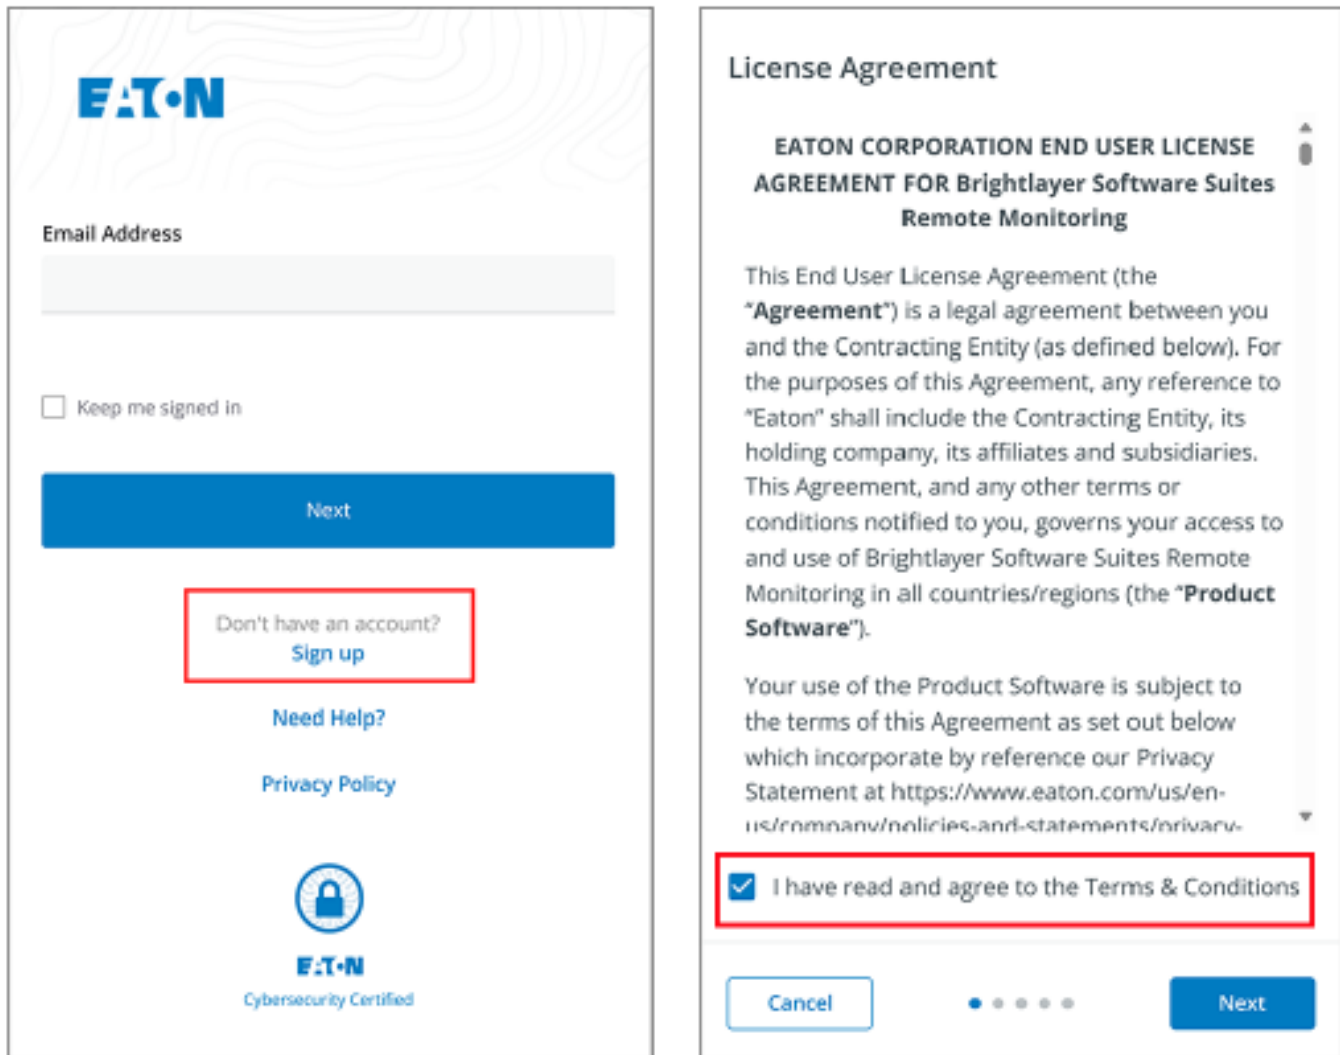 EATON
Email Address
Keep me signed in
Next
Don't have an account?
Sign up
Need Help?
Privacy Policy
EATON
Cybersecurity Certified
License Agreement
EATON CORPORATION END USER LICENSE
AGREEMENT FOR Brightlayer Software Suites
Remote Monitoring
This End User License Agreement (the
“Agreement”) is a legal agreement between you
and the Contracting Entity (as defined below). For
the purposes of this Agreement, any reference to
“Eaton” shall include the Contracting Entity, its
holding company, its affiliates and subsidiaries.
This Agreement, and any other terms or
conditions notified to you, governs your access to
and use of Brightlayer Software Suites Remote
Monitoring in all countries/regions (the “Product
Software”).
Your use of the Product Software is subject to
the terms of this Agreement as set out below
which incorporate by reference our Privacy
Statement at https://www.eaton.com/us/en-
us/company/policies-and-statements/privacy-
I have read and agree to the Terms & Conditions
Cancel
Next